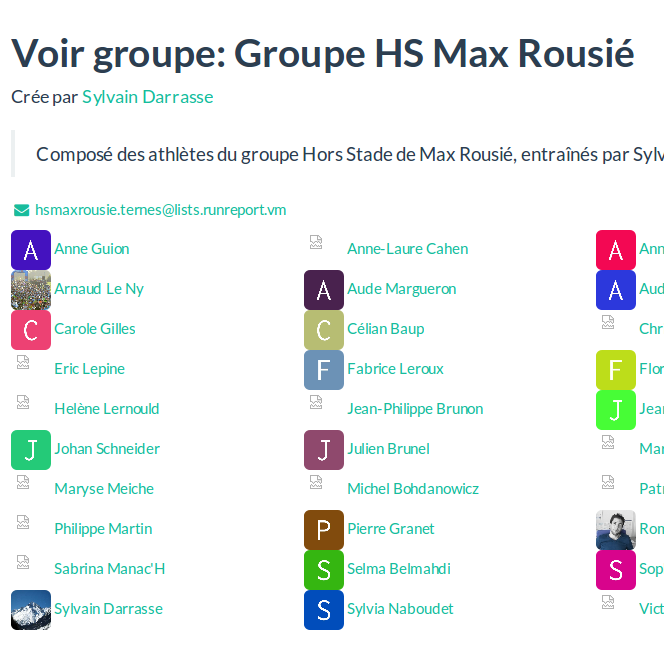 Voir groupe: Groupe HS Max Rousié
Crée par Sylvain Darrasse
Composé des athlètes du groupe Hors Stade de Max Rousié, entraînés par Sylv
hsmaxrousie.ternes@lists.runreport.vm
A Anne Guion Anne-Laure Cahen A Ann
Arnaud Le Ny A Aude Margueron A Aud
C Carole Gilles C Célian Baup Chr
Eric Lepine F Fabrice Leroux F Flor
Helène Lernould Jean-Philippe Brunon J Jean
J Johan Schneider J Julien Brunel Mar
Maryse Meiche Michel Bohdanowicz Patr
Philippe Martin P Pierre Granet Rom
Sabrina Manac'H S Selma Belmahdi S Sop
Sylvain Darrasse S Sylvia Naboudet Vict